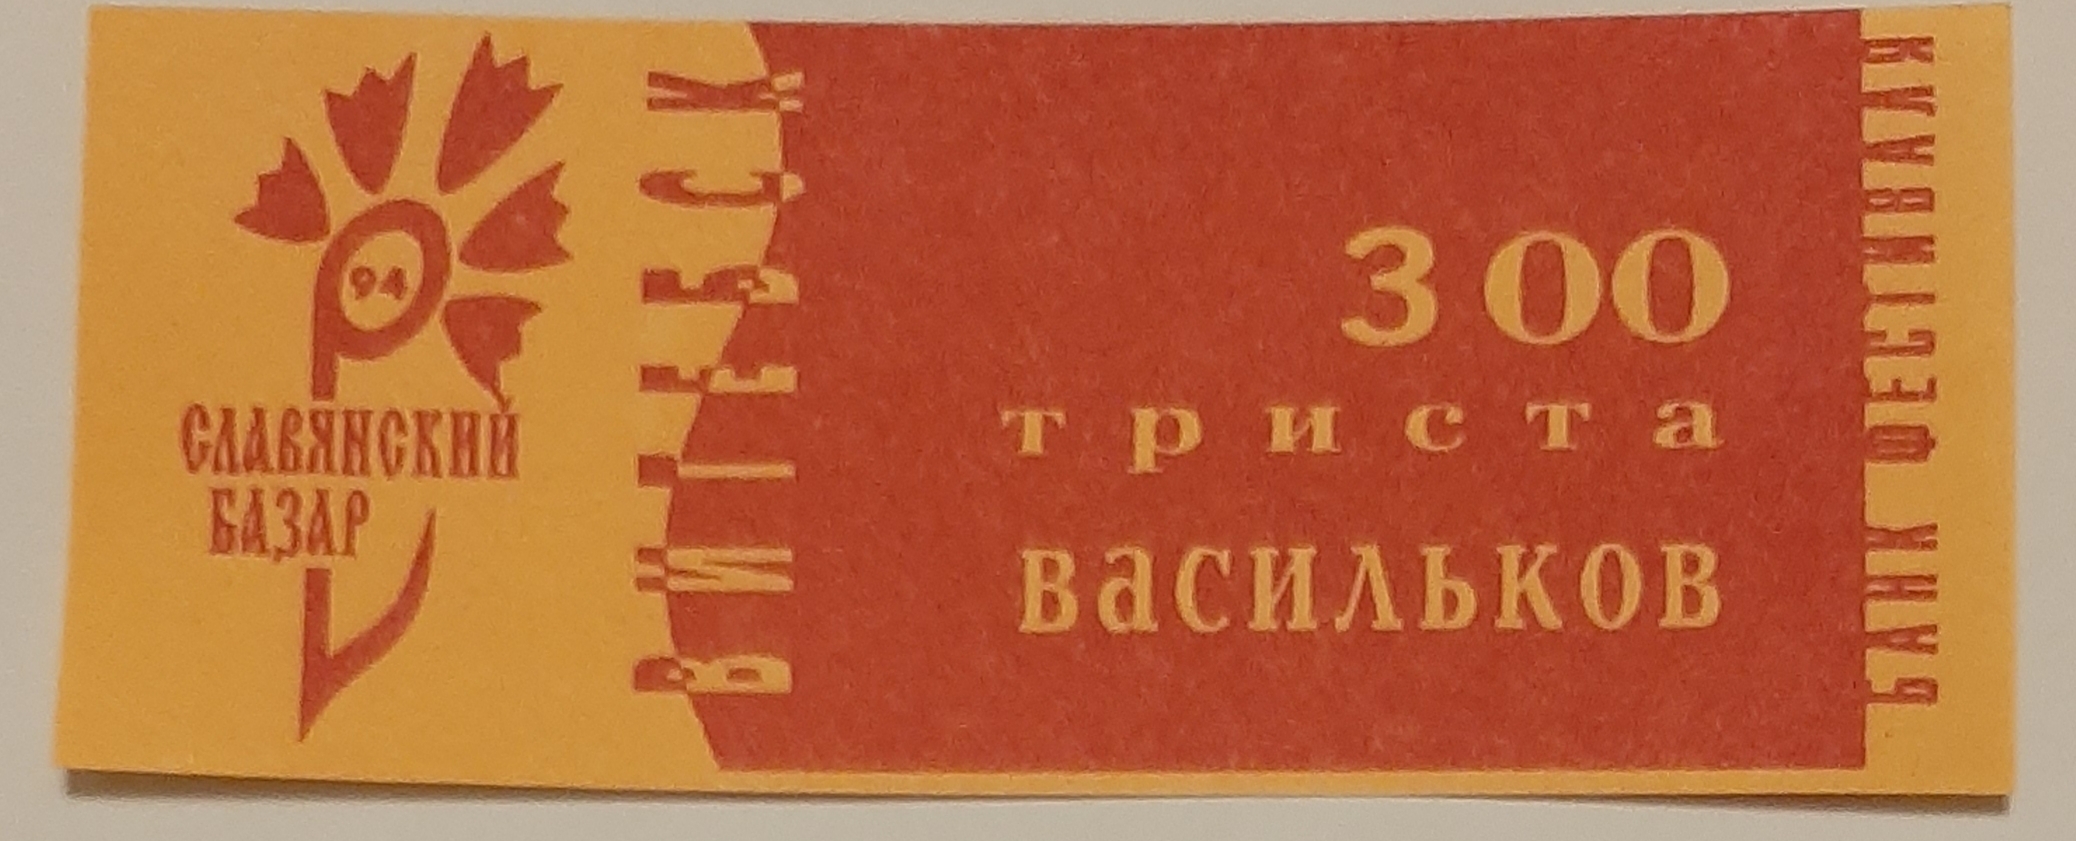 94
СЛАВЯНСКИЙ
БАЗАР
ВИТЕБСК
300
триста
васильков
БАНК ФЕСТИВАЛЯ